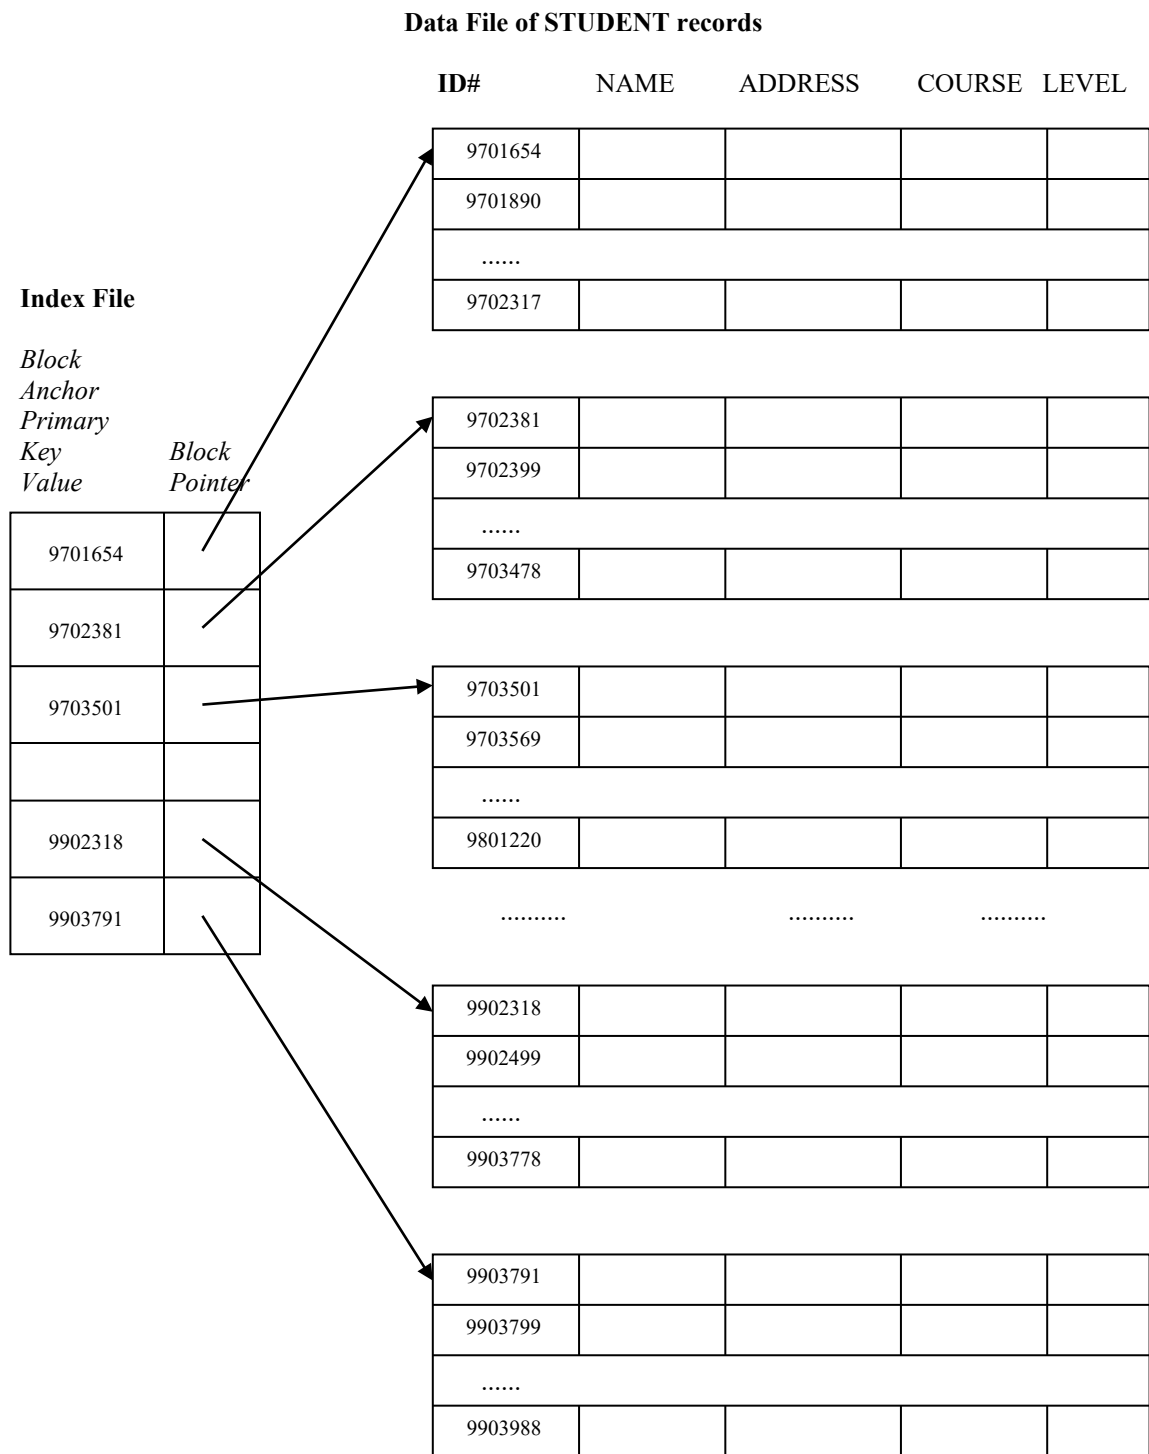 Data File of STUDENT records
ID# NAME ADDRESS COURSE LEVEL
9701654
9701890
......
9702317
Index File
Block
Anchor
Primary
Key Block
Value Pointer
9701654
9702381
9703501
9902318
9903791
9702381
9702399
......
9703478
9703501
9703569
......
9801220
.......... .......... ..........
9902318
9902499
......
9903778
9903791
9903799
......
9903988